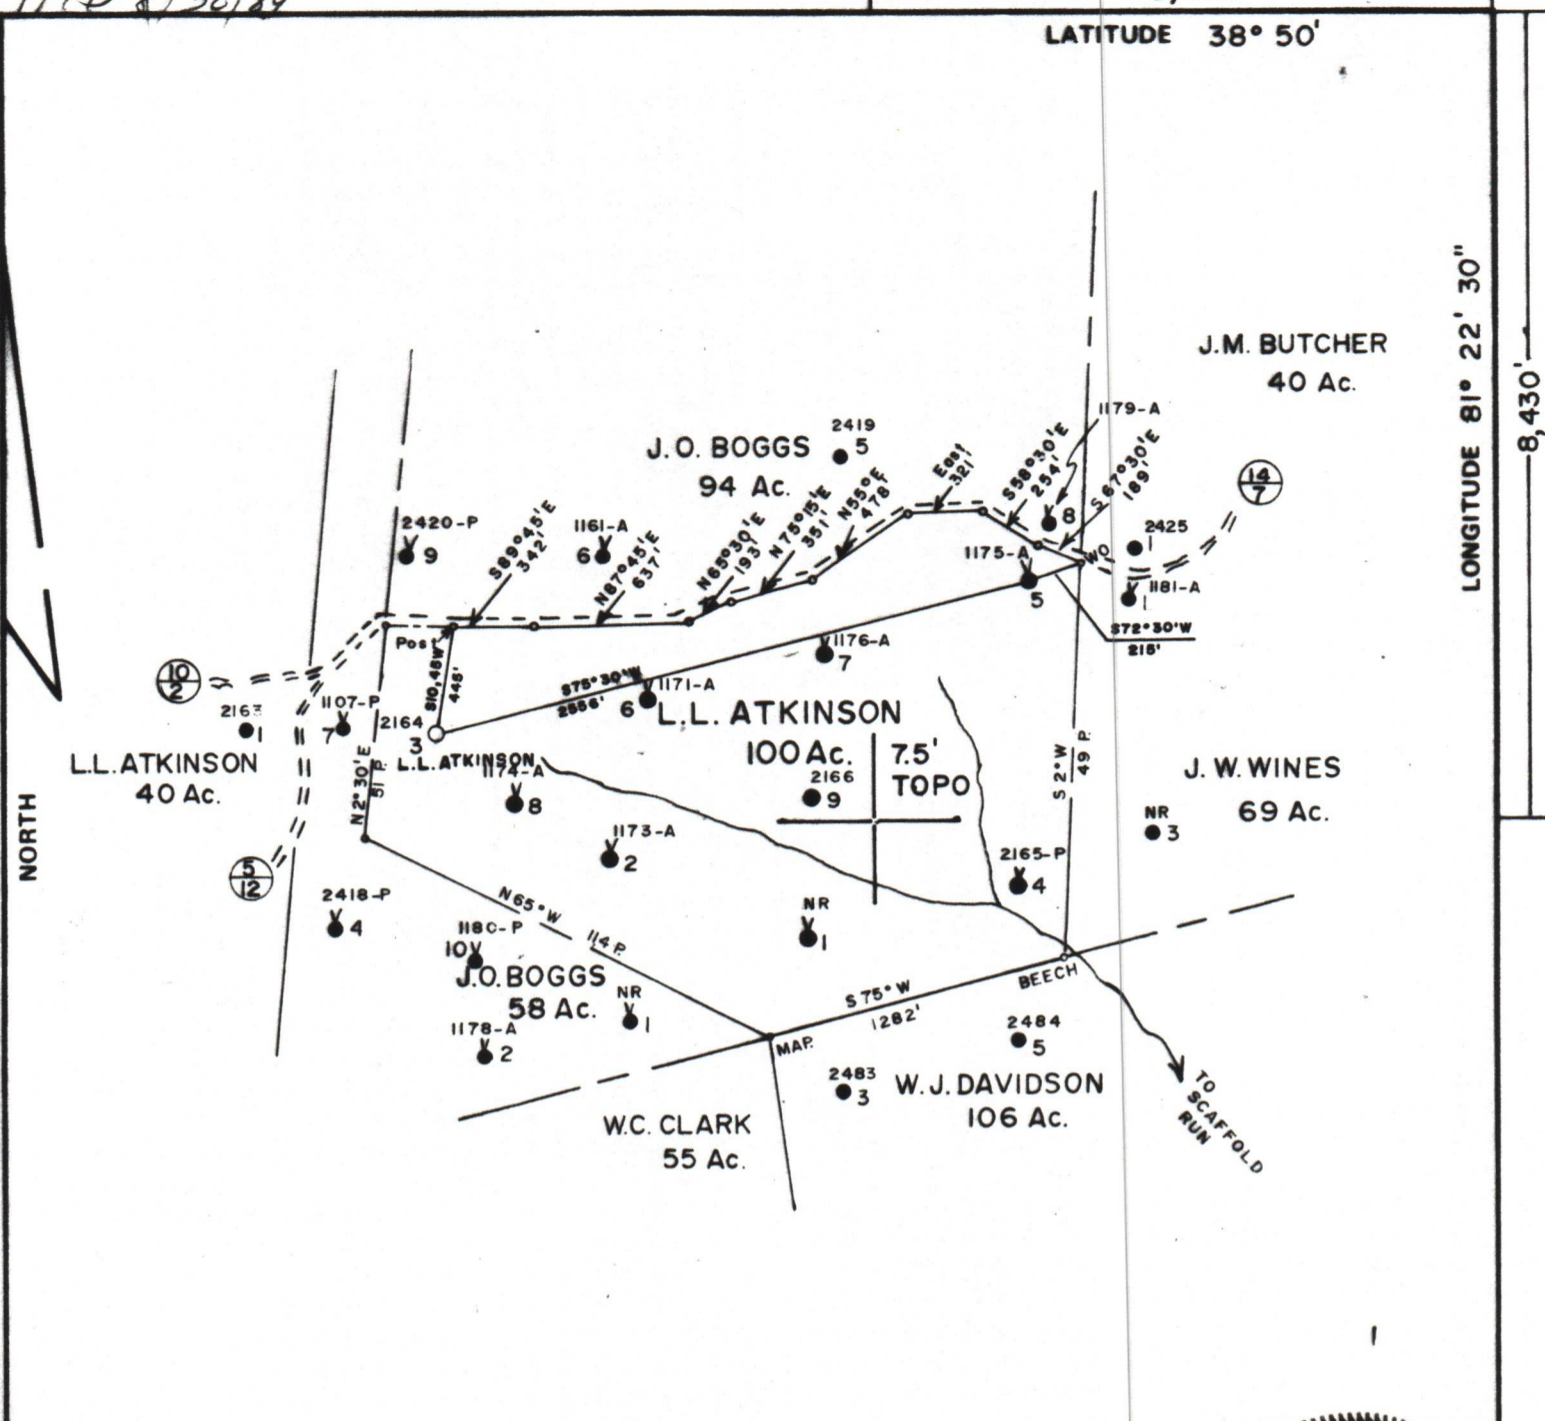 LATITUDE 38° 50'
LONGITUDE 81° 22' 30"
8,430'
J.M. BUTCHER
40 Ac.
1179-A
2419
5
J.O. BOGGS
94 Ac.
2420-P
9
1161-A
6
S89°45'E
342'
N87°45'E
637'
N65°30'E
193'
N75°15'E
351'
N55°E
478'
East
321'
S58°30'E
254'
S67°30'E
189'
8
14
7
2425
1
WO
1175-A
5
1181-A
1
S72°30'W
215'
Post
S10,45W
445'
10
2
2163
1
1107-P
7
2164
3
L.L. ATKINSON
S75°30'W
2556'
1176-A
7
1171-A
6
L.L. ATKINSON
100 Ac.
7.5'
TOPO
L.L. ATKINSON
40 Ac.
N2°30'E
51 P.
1174-A
8
2166
9
S 2° W
49 P.
J.W. WINES
69 Ac.
NR
3
NORTH
5
12
1173-A
2
2165-P
4
2418-P
4
N 65° W
114 P.
1180-P
10
NR
1
J.O. BOGGS
58 Ac.
NR
1
1178-A
2
S 75° W
1282'
BEECH
MAP.
2484
5
2483
3
W.J. DAVIDSON
106 Ac.
W.C. CLARK
55 Ac.
TO
SCAFFOLD
RUN